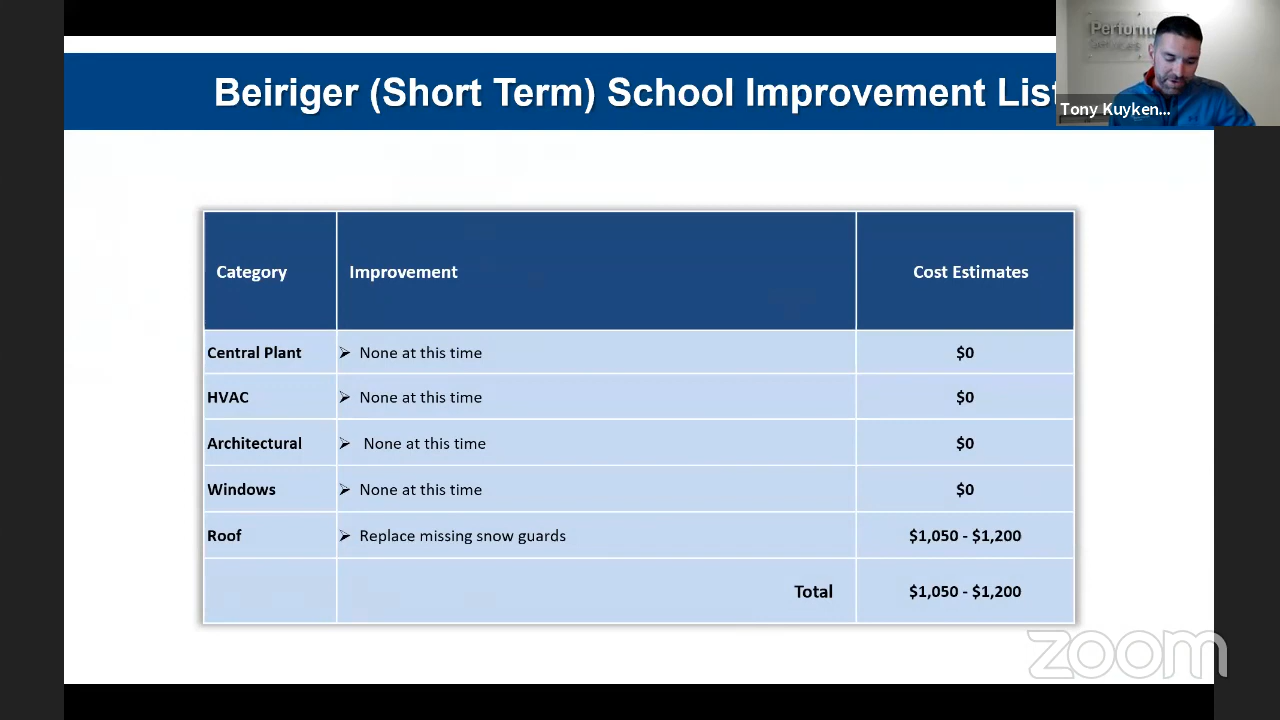 Beiriger (Short Term) School Improvement List
Performa
Services
Tony Kuyken...
Category Improvement Cost Estimates
Central Plant ➢ None at this time $0
HVAC ➢ None at this time $0
Architectural ➢ None at this time $0
Windows ➢ None at this time $0
Roof ➢ Replace missing snow guards $1,050 - $1,200
Total $1,050 - $1,200
zoom